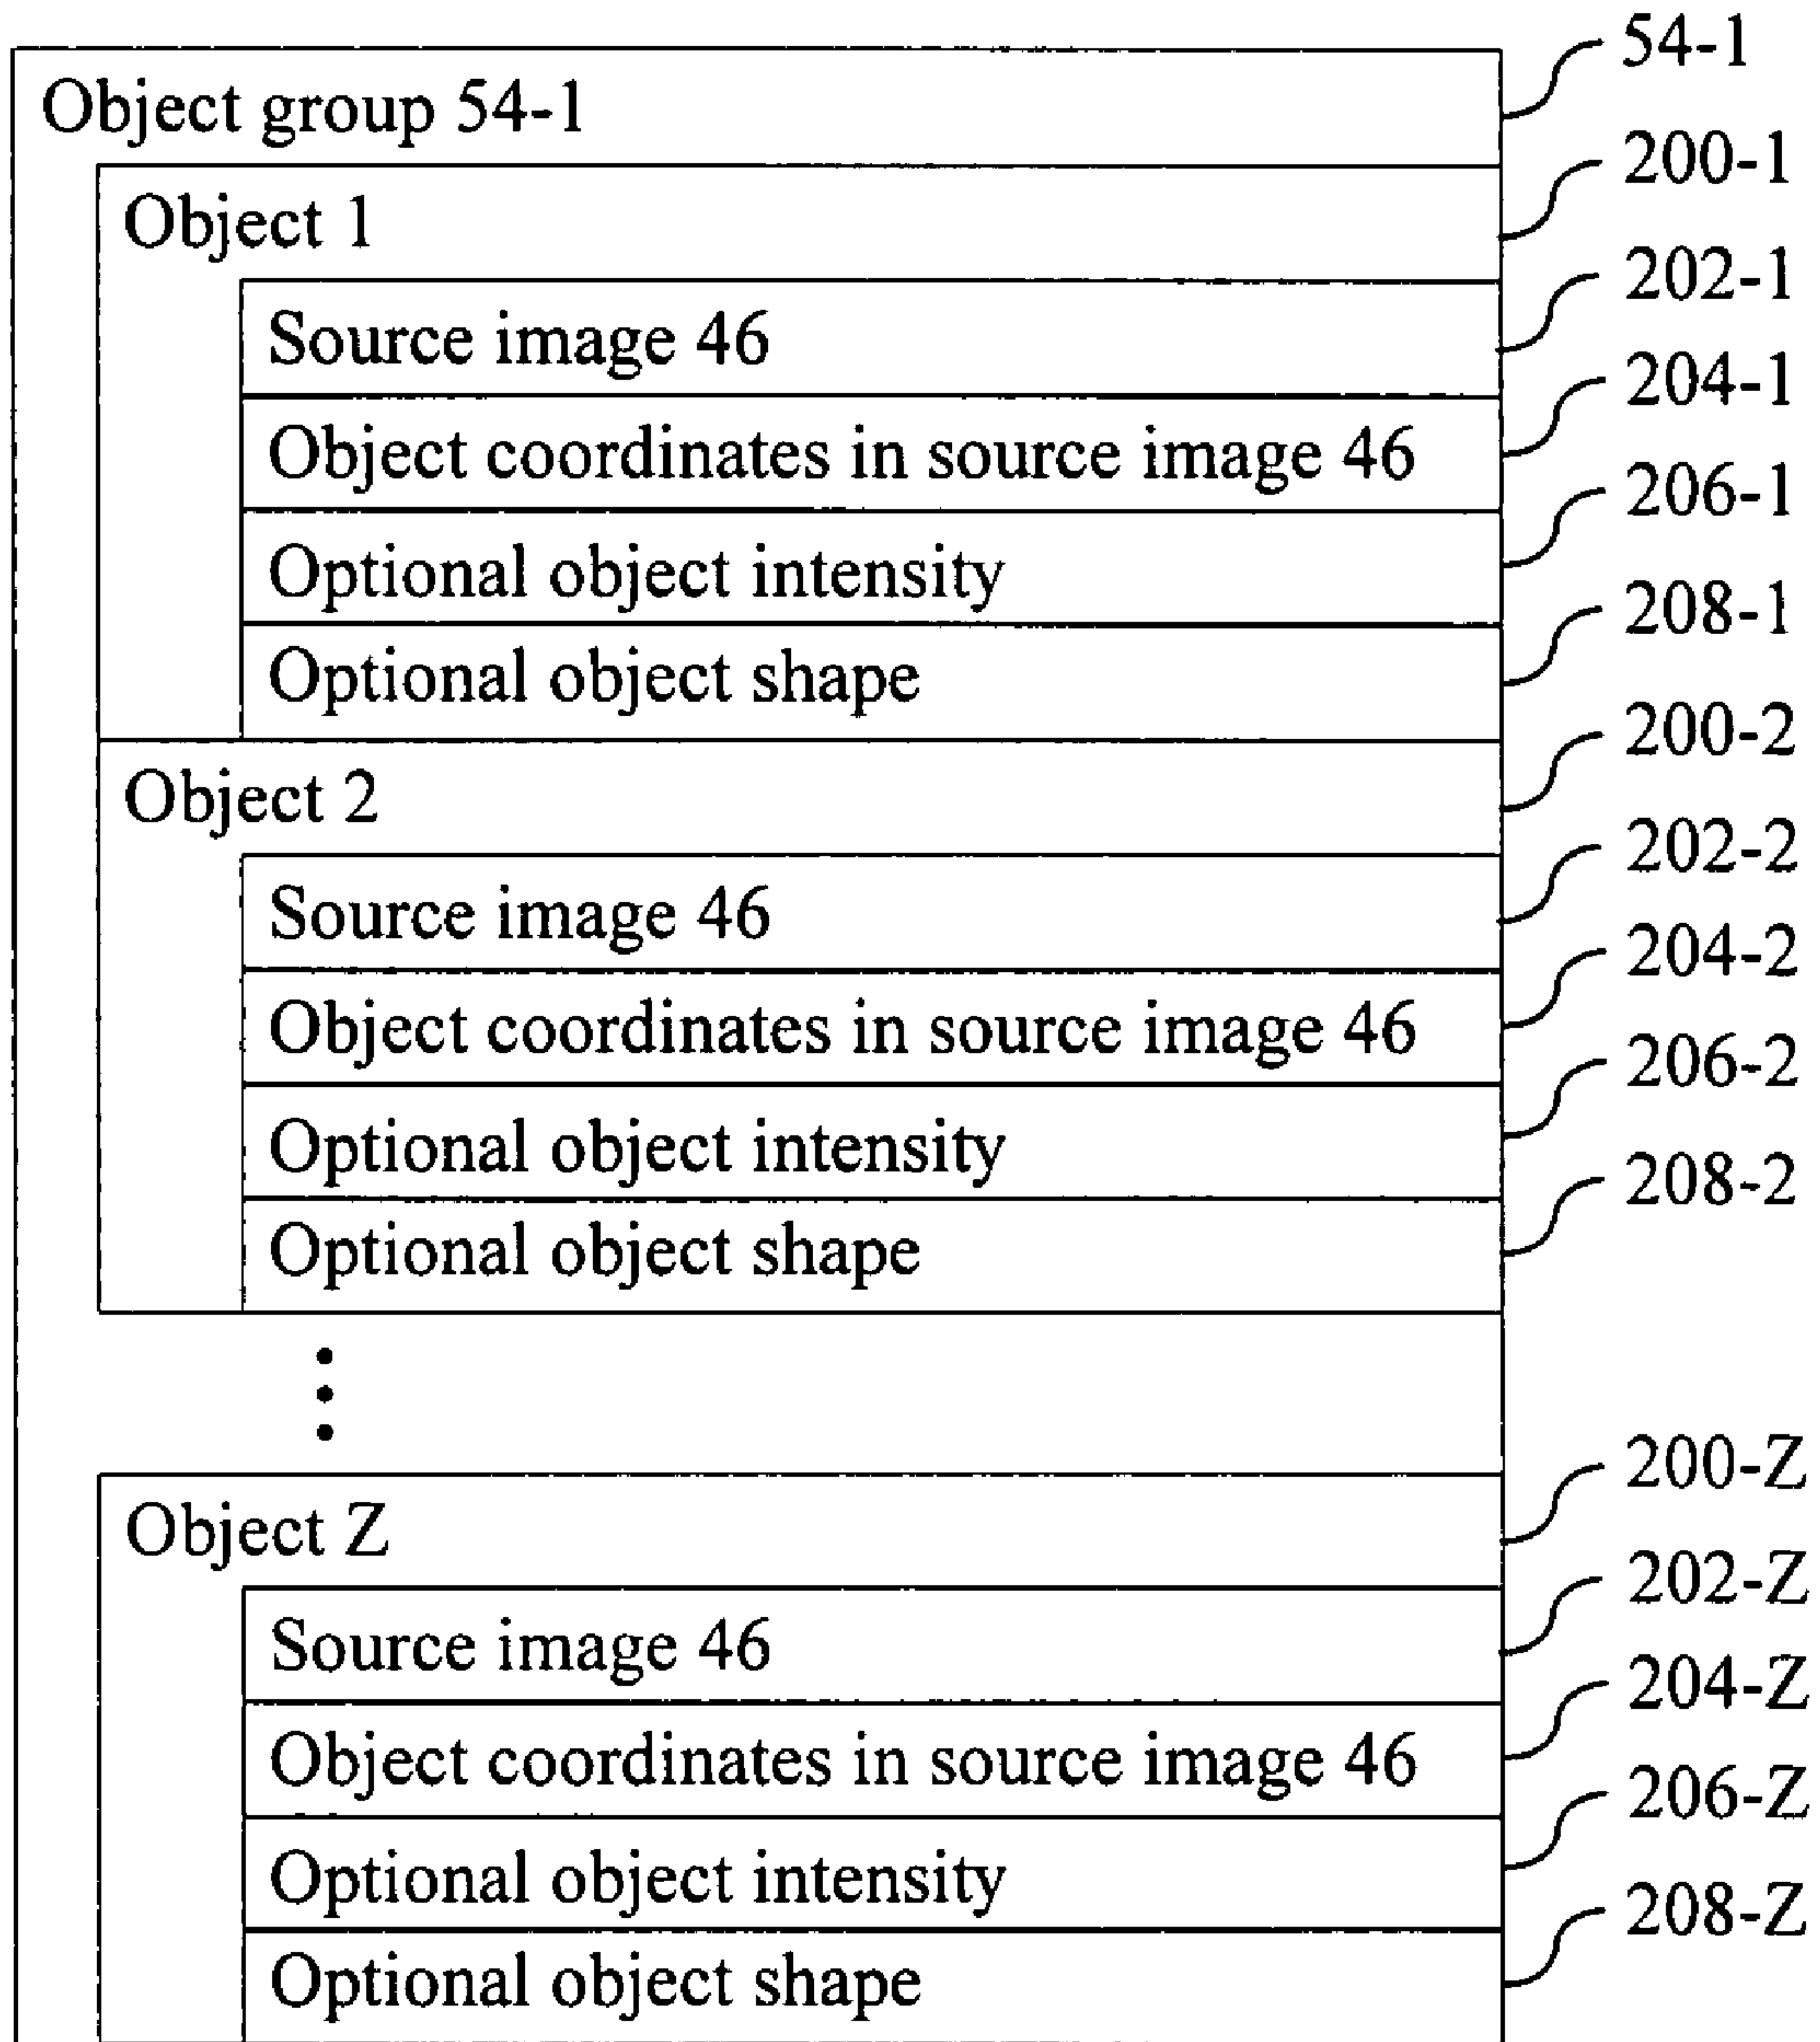 54-1
Object group 54-1
200-1
Object 1
202-1
Source image 46
204-1
Object coordinates in source image 46
206-1
Optional object intensity
208-1
Optional object shape
200-2
Object 2
202-2
Source image 46
204-2
Object coordinates in source image 46
206-2
Optional object intensity
208-2
Optional object shape
200-Z
Object Z
202-Z
Source image 46
204-Z
Object coordinates in source image 46
206-Z
Optional object intensity
208-Z
Optional object shape